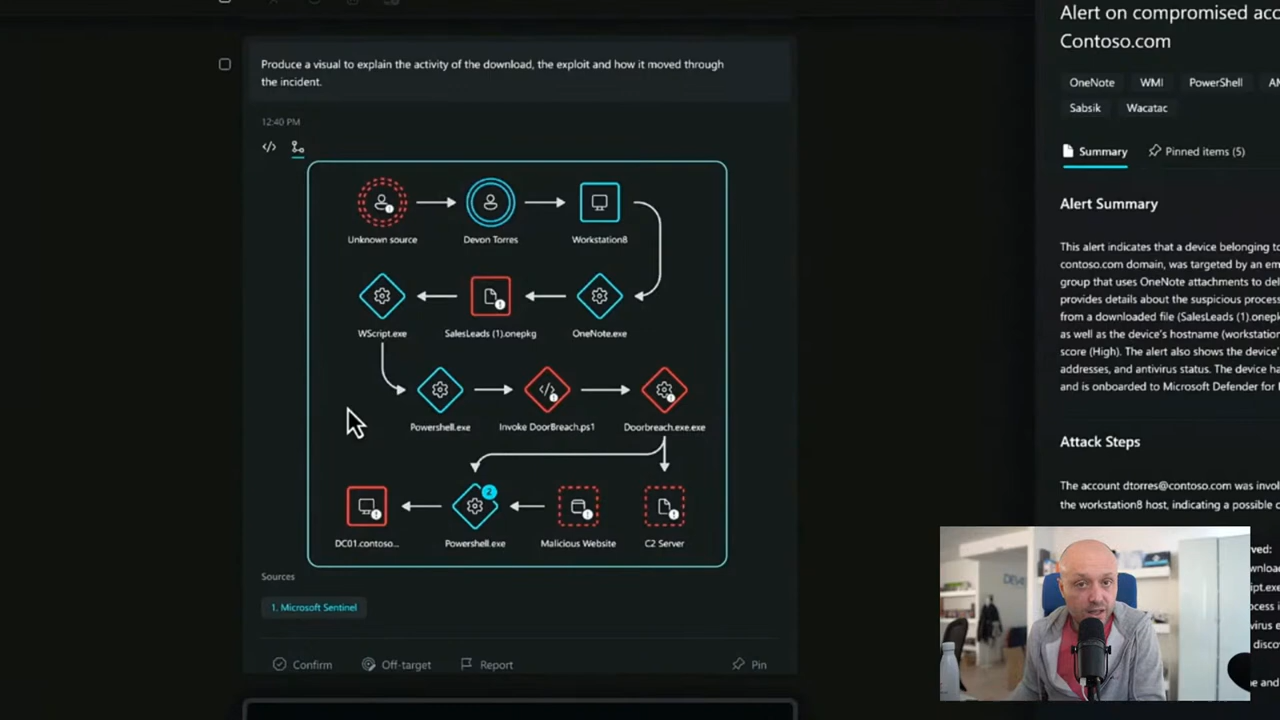 Produce a visual to explain the activity of the download, the exploit and how it moved through
the incident.
12:40 PM
Unknown source
Devon Torres
Workstation8
WScript.exe
SalesLeads (1).onepkg
OneNote.exe
Powershell.exe
Invoke DoorBreach.ps1
Doorbreach.exe.exe
2
DC01.contoso...
Powershell.exe
Malicious Website
C2 Server
Sources
1. Microsoft Sentinel
Confirm
Off-target
Report
Pin
Alert on compromised acc
Contoso.com
OneNote
WMI
PowerShell
Sabsik
Wacatac
Summary
Pinned items (5)
Alert Summary
This alert indicates that a device belonging to
contoso.com domain, was targeted by an em
group that uses OneNote attachments to del
provides details about the suspicious process
from a downloaded file (SalesLeads (1).onepk
as well as the device's hostname (workstation
score (High). The alert also shows the device'
addresses, and antivirus status. The device ha
and is onboarded to Microsoft Defender for
Attack Steps
The account dtorres@contoso.com was invol
the workstation8 host, indicating a possible c